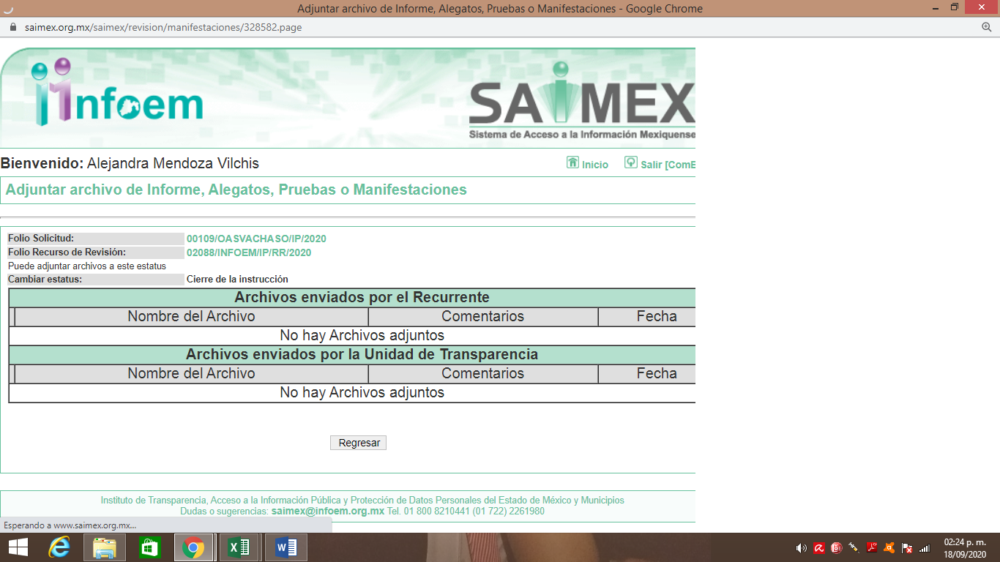 Adjuntar archivo de Informe, Alegatos, Pruebas o Manifestaciones - Google Chrome
saimex.org.mx/saimex/revision/manifestaciones/328582.page
infoem
SAIMEX
Sistema de Acceso a la Información Mexiquense
Bienvenido: Alejandra Mendoza Vilchis
Inicio Salir [ComE
Adjuntar archivo de Informe, Alegatos, Pruebas o Manifestaciones
Folio Solicitud: 00109/OASVACHASO/IP/2020
Folio Recurso de Revisión: 02088/INFOEM/IP/RR/2020
Puede adjuntar archivos a este estatus
Cambiar estatus: Cierre de la instrucción
Archivos enviados por el Recurrente
Nombre del Archivo Comentarios Fecha
No hay Archivos adjuntos
Archivos enviados por la Unidad de Transparencia
Nombre del Archivo Comentarios Fecha
No hay Archivos adjuntos
Regresar
Instituto de Transparencia, Acceso a la Información Pública y Protección de Datos Personales del Estado de México y Municipios
Dudas o sugerencias: saimex@infoem.org.mx Tel. 01 800 8210441 (01 722) 2261980
Esperando a www.saimex.org.mx...
02:24 p. m.
18/09/2020